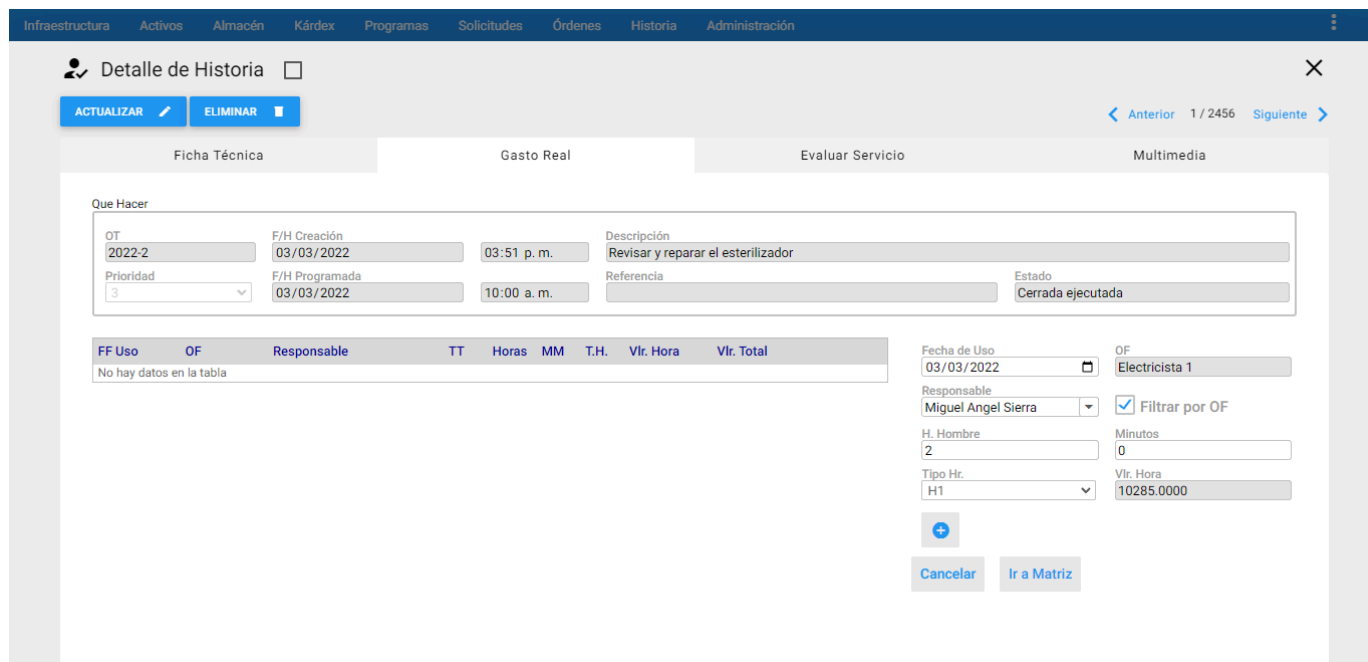 Infraestructura Activos Almacén Kárdex Programas Solicitudes Órdenes Historia Administración
Detalle de Historia
ACTUALIZAR ELIMINAR
Anterior 1 / 2456 Siguiente
Ficha Técnica Gasto Real Evaluar Servicio Multimedia
Que Hacer
OT F/H Creación Descripción
2022-2 03/03/2022 03:51 p. m. Revisar y reparar el esterilizador
Prioridad F/H Programada Referencia Estado
3 03/03/2022 10:00 a. m. Cerrada ejecutada
FF Uso OF Responsable TT Horas MM T.H. Vlr. Hora Vlr. Total
No hay datos en la tabla
Fecha de Uso OF
03/03/2022 Electricista 1
Responsable
Miguel Angel Sierra Filtrar por OF
H. Hombre Minutos
2 0
Tipo Hr. Vlr. Hora
H1 10285.0000
Cancelar Ir a Matriz